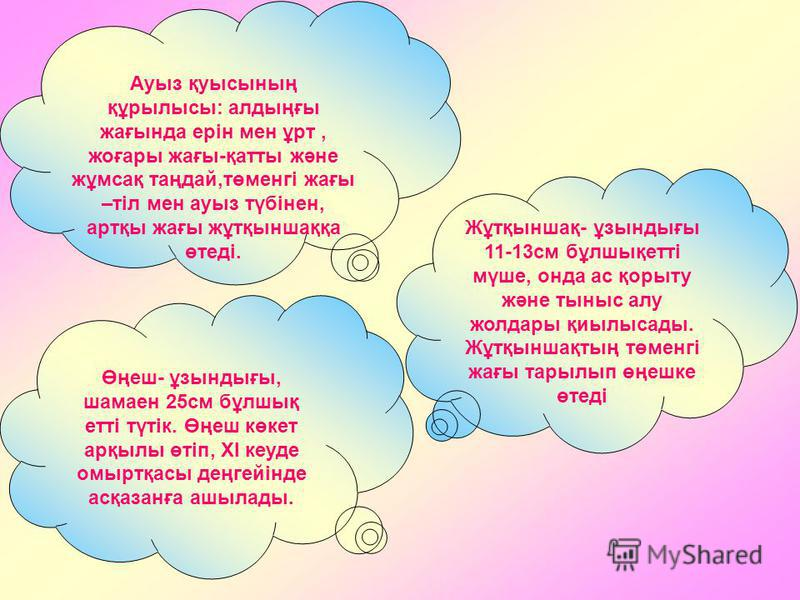 Ауыз қуысының
құрылысы: алдыңғы
жағында ерін мен ұрт ,
жоғары жағы-қатты және
жұмсақ таңдай,төменгі жағы
–тіл мен ауыз түбінен,
артқы жағы жұтқыншаққа
өтеді.
Жұтқыншақ- ұзындығы
11-13см бұлшықетті
мүше, онда ас қорыту
және тыныс алу
жолдары қиылысады.
Жұтқыншақтың төменгі
жағы тарылып өңешке
өтеді
Өңеш- ұзындығы,
шамаен 25см бұлшық
етті түтік. Өңеш көкет
арқылы өтіп, XI кеуде
омыртқасы деңгейінде
асқазанға ашылады.
MyShared